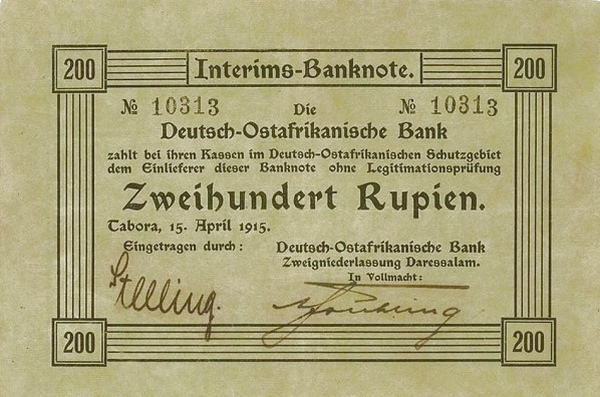 200 Interims-Banknote. 200
№ 10313 Die № 10313
Deutsch-Ostafrikanische Bank
zahlt bei ihren Kassen im Deutsch-Ostafrikanischen Schutzgebiet
dem Einlieferer dieser Banknote ohne Legitimationsprüfung
Zweihundert Rupien.
Tabora, 15. April 1915.
Eingetragen durch: Deutsch-Ostafrikanische Bank
Zweigniederlassung Daressalam.
In Vollmacht:
200 200